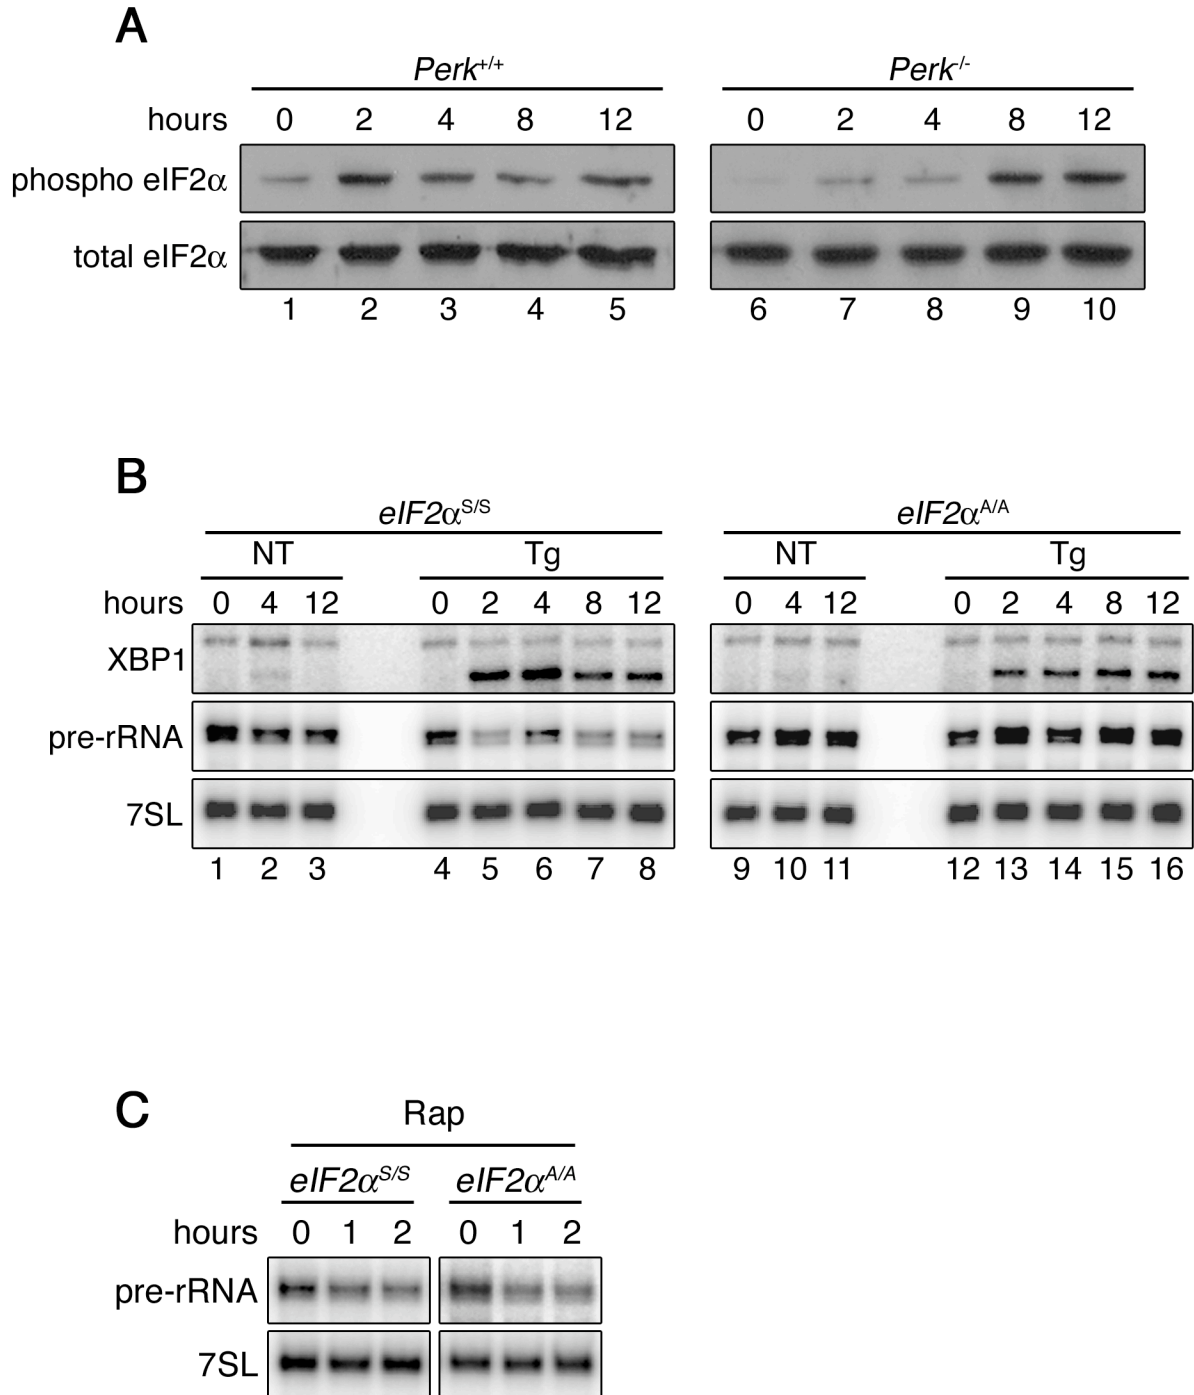 A
Perk+/+ Perk-/-
hours 0 2 4 8 12 0 2 4 8 12
phospho eIF2α
total eIF2α
1 2 3 4 5 6 7 8 9 10
B
eIF2αS/S eIF2αA/A
NT Tg NT Tg
hours 0 4 12 0 2 4 8 12 0 4 12 0 2 4 8 12
XBP1
pre-rRNA
7SL
1 2 3 4 5 6 7 8 9 10 11 12 13 14 15 16
C
Rap
eIF2αS/S eIF2αA/A
hours 0 1 2 0 1 2
pre-rRNA
7SL